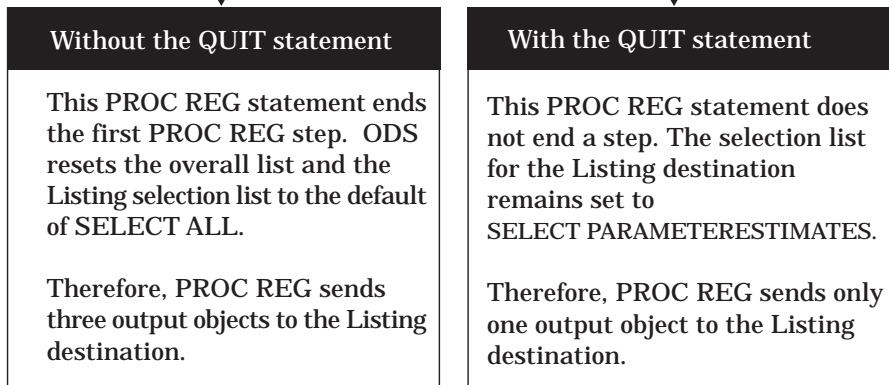 Without the QUIT statement
This PROC REG statement ends
the first PROC REG step. ODS
resets the overall list and the
Listing selection list to the default
of SELECT ALL.
Therefore, PROC REG sends
three output objects to the Listing
destination.
With the QUIT statement
This PROC REG statement does
not end a step. The selection list
for the Listing destination
remains set to
SELECT PARAMETERESTIMATES.
Therefore, PROC REG sends only
one output object to the Listing
destination.